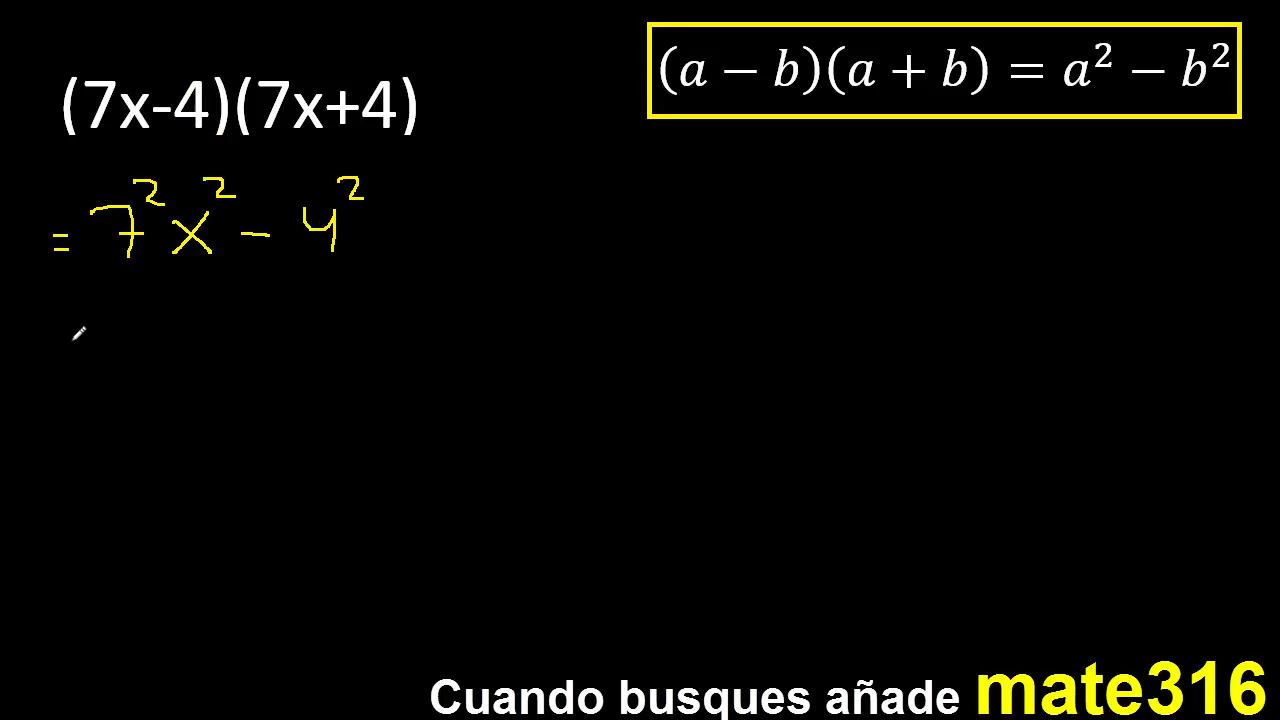 (a − b)(a + b) = a² − b²
(7x-4)(7x+4)
= 7²x² - 4²
Cuando busques añade mate316